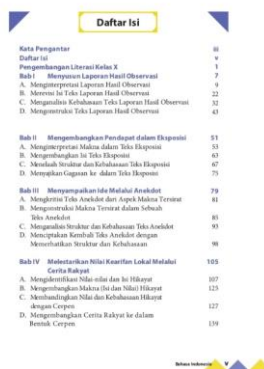 Daftar Isi
Kata Pengantar iii
Daftar Isi v
Pengembangan Literasi Kelas X 1
Bab I Menyusun Laporan Hasil Observasi 7
A. Menginterpretasi Laporan Hasil Observasi 9
B. Merevisi Isi Teks Laporan Hasil Observasi 22
C. Menganalisis Kebahasaan Teks Laporan Hasil Observasi 32
D. Mengonstruksi Teks Laporan Hasil Observasi 43
Bab II Mengembangkan Pendapat dalam Eksposisi 51
A. Menginterpretasi Makna dalam Teks Eksposisi 53
B. Mengembangkan Isi Teks Eksposisi 63
C. Menelaah Struktur dan Kebahasaan Teks Eksposisi 67
D. Menyajikan Gagasan ke dalam Teks Eksposisi 75
Bab III Menyampaikan Ide Melalui Anekdot 79
A. Mengkritisi Teks Anekdot dari Aspek Makna Tersirat 81
B. Mengonstruksi Makna Tersirat dalam Sebuah
Teks Anekdot 85
C. Menganalisis Struktur dan Kebahasaan Teks Anekdot 93
D. Menciptakan Kembali Teks Anekdot dengan
Memerhatikan Struktur dan Kebahasaan 98
Bab IV Melestarikan Nilai Kearifan Lokal Melalui 105
Cerita Rakyat
A. Mengidentifikasi Nilai-nilai dan Isi Hikayat 107
B. Mengembangkan Makna (Isi dan Nilai) Hikayat 123
C. Membandingkan Nilai dan Kebahasaan Hikayat
dengan Cerpen 127
D. Mengembangkan Cerita Rakyat ke dalam
Bentuk Cerpen 139
Bahasa Indonesia V